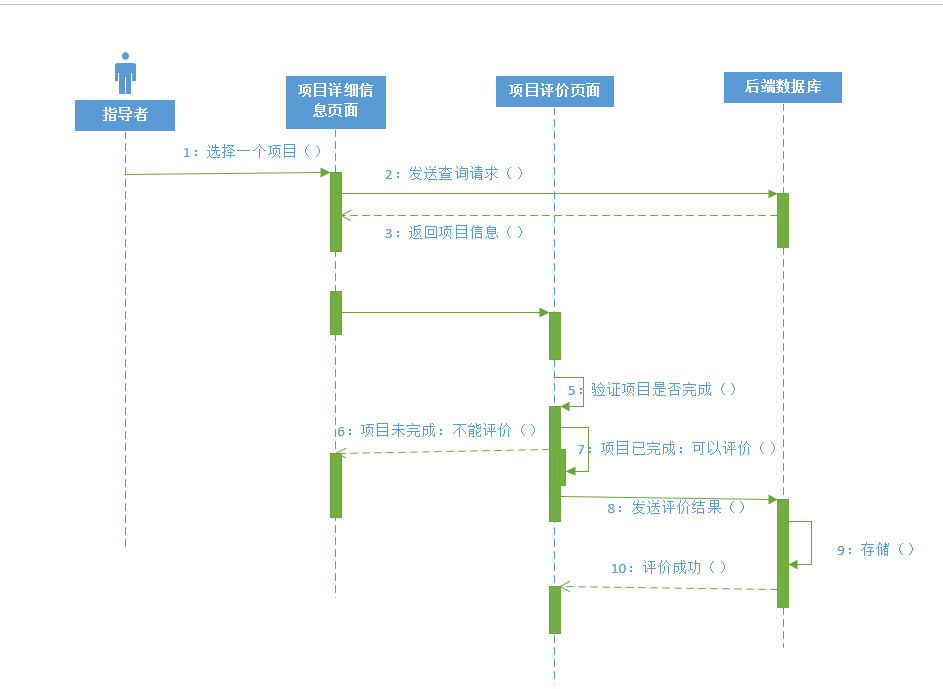 指导者
项目详细信
息页面
项目评价页面
后端数据库
1：选择一个项目（）
2：发送查询请求（）
3：返回项目信息（）
5：验证项目是否完成（）
6：项目未完成：不能评价（）
7：项目已完成：可以评价（）
8：发送评价结果（）
9：存储（）
10：评价成功（）